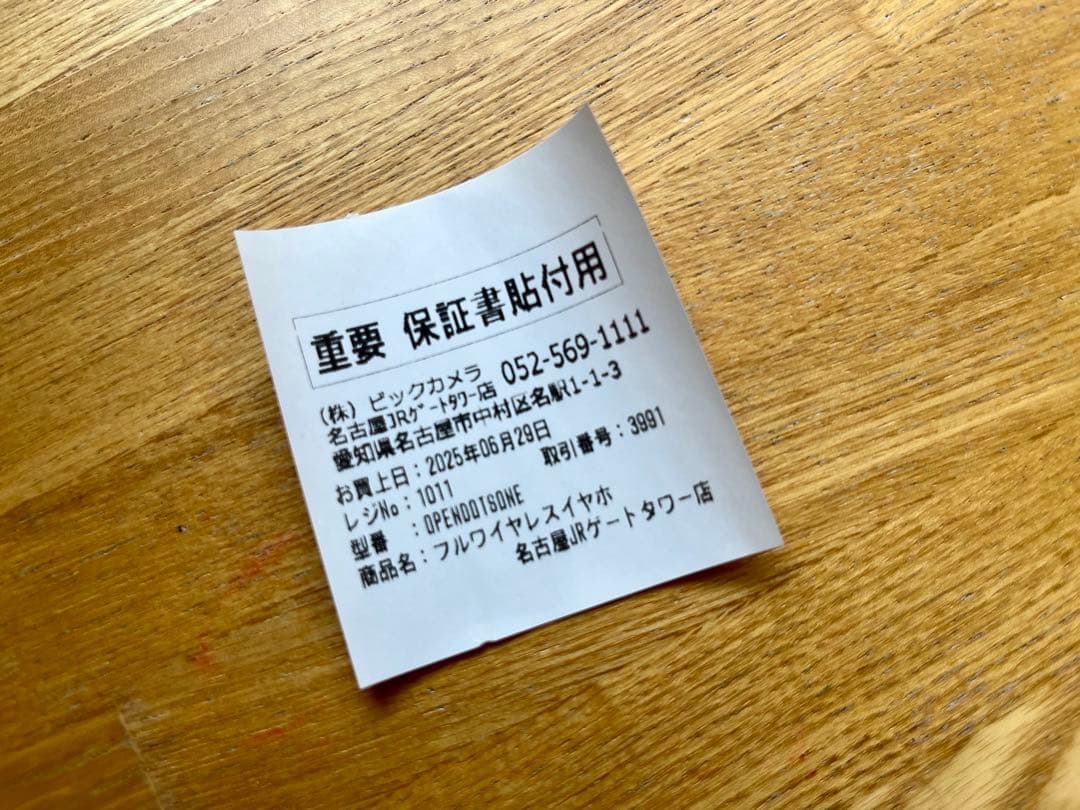 重要 保証書貼付用
(株) ビックカメラ 052-569-1111
名古屋JRゲートタワー店
愛知県名古屋市中村区名駅1-1-3
お買上日:2025年06月29日
レジNo:1011 取引番号:3991
型番 :OPENDOTSONE
商品名:フルワイヤレスイヤホ
名古屋JRゲートタワー店